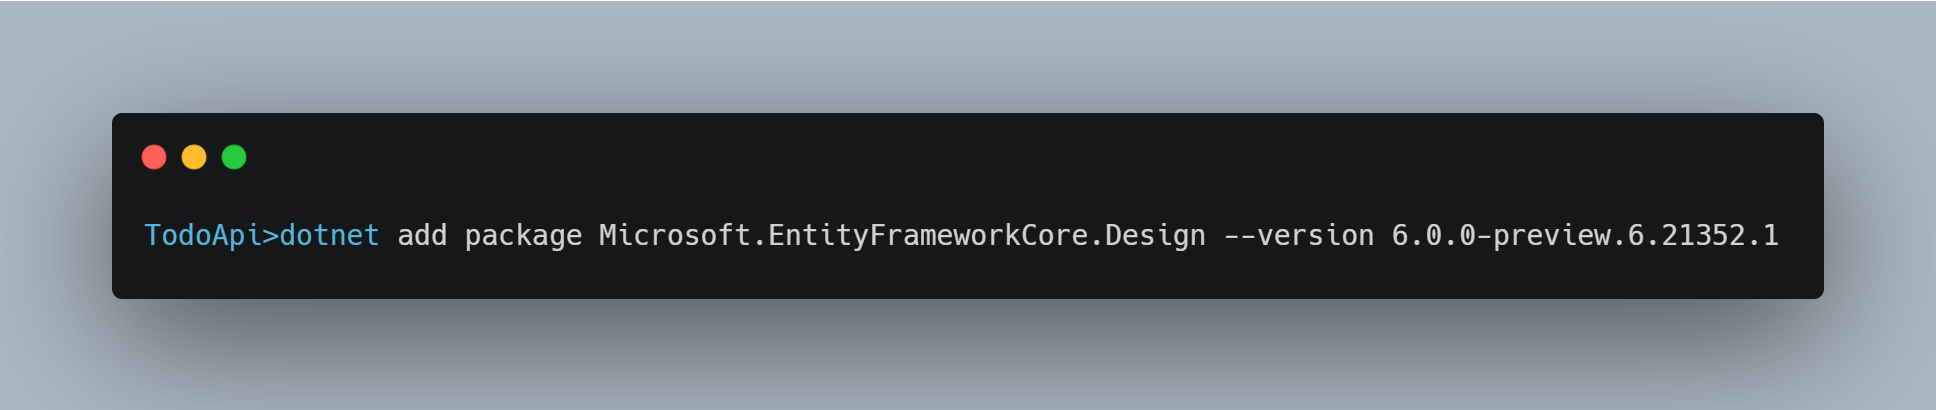 TodoApi>dotnet add package Microsoft.EntityFrameworkCore.Design --version 6.0.0-preview.6.21352.1